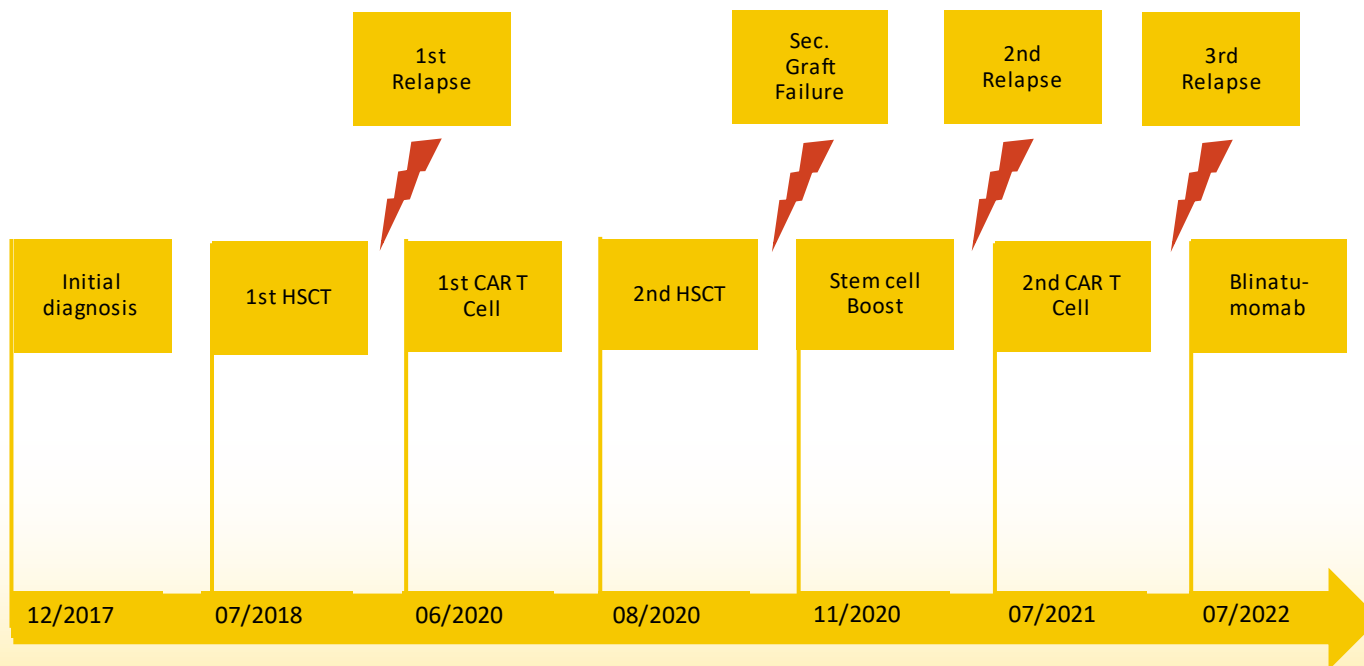 1st
Relapse
Sec.
Graft
Failure
2nd
Relapse
3rd
Relapse
Initial
diagnosis
1st HSCT
1st CAR T
Cell
2nd HSCT
Stem cell
Boost
2nd CAR T
Cell
Blinatu-
momab
12/2017
07/2018
06/2020
08/2020
11/2020
07/2021
07/2022